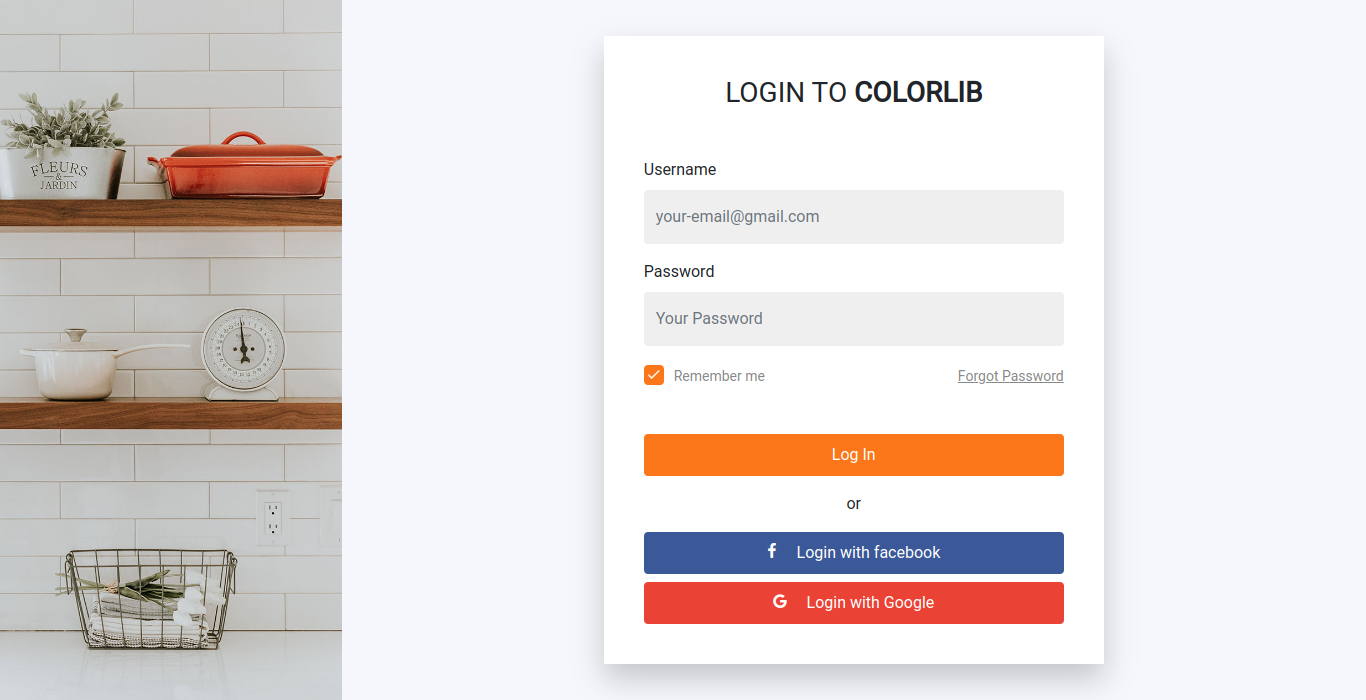 FLEURS
&
JARDIN
LOGIN TO COLORLIB
Username
your-email@gmail.com
Password
Your Password
Remember me
Forgot Password
Log In
or
Login with facebook
Login with Google